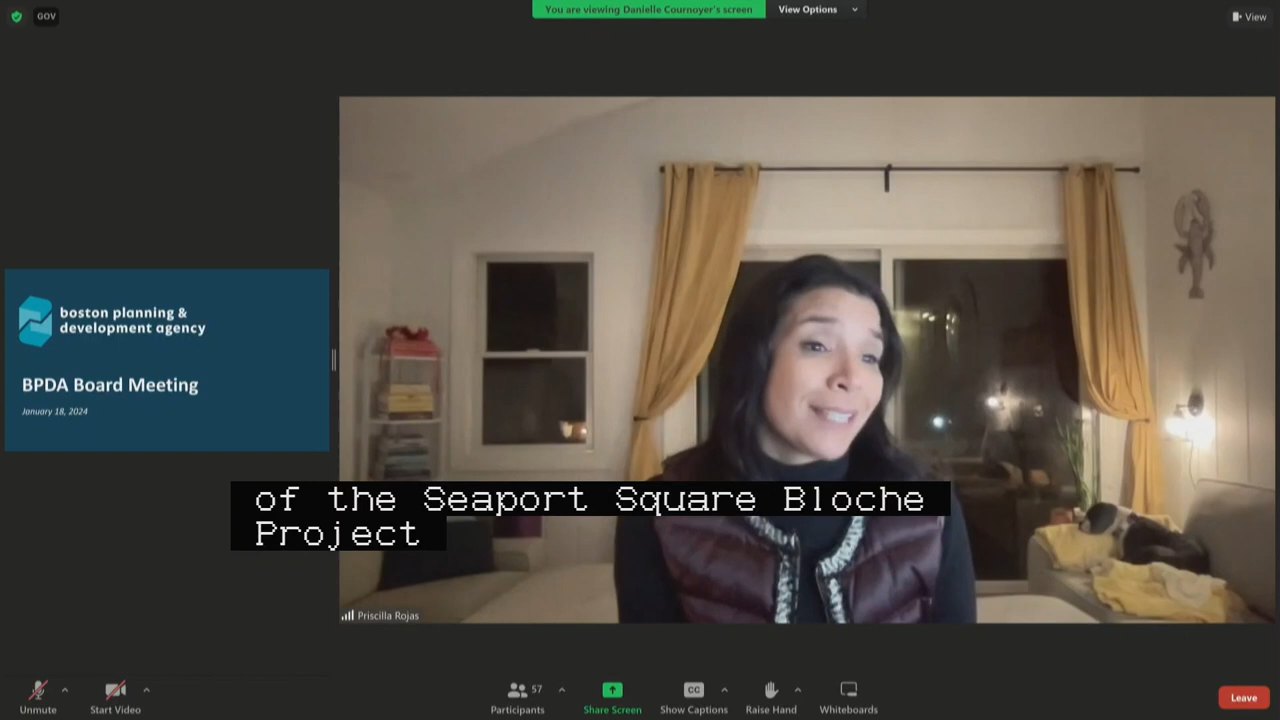 GOV
You are viewing Danielle Cournoyer's screen
View Options
View
boston planning &
development agency
BPDA Board Meeting
January 18, 2024
of the Seaport Square Bloche
Project
Priscilla Rojas
Unmute
Start Video
57
Participants
Share Screen
CC
Show Captions
Raise Hand
Whiteboards
Leave